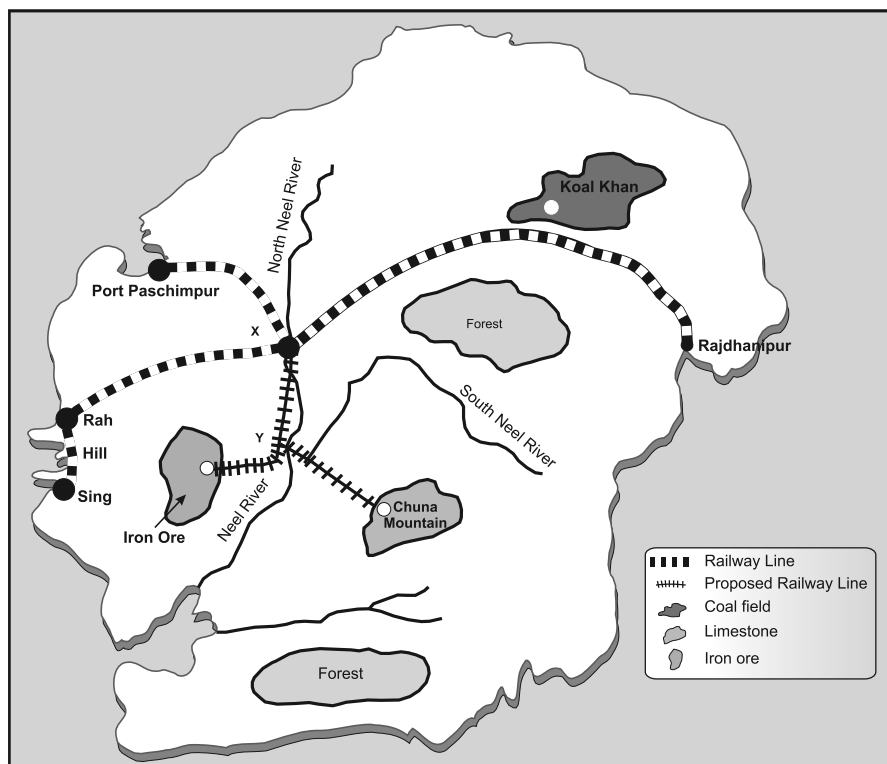 North Neel River
Koal Khan
Port Paschimpur
X
Forest
Rajdhanipur
Rah
Hill
Sing
Y
South Neel River
Neel River
Iron Ore
Chuna
Mountain
Forest
Railway Line
Proposed Railway Line
Coal field
Limestone
Iron ore